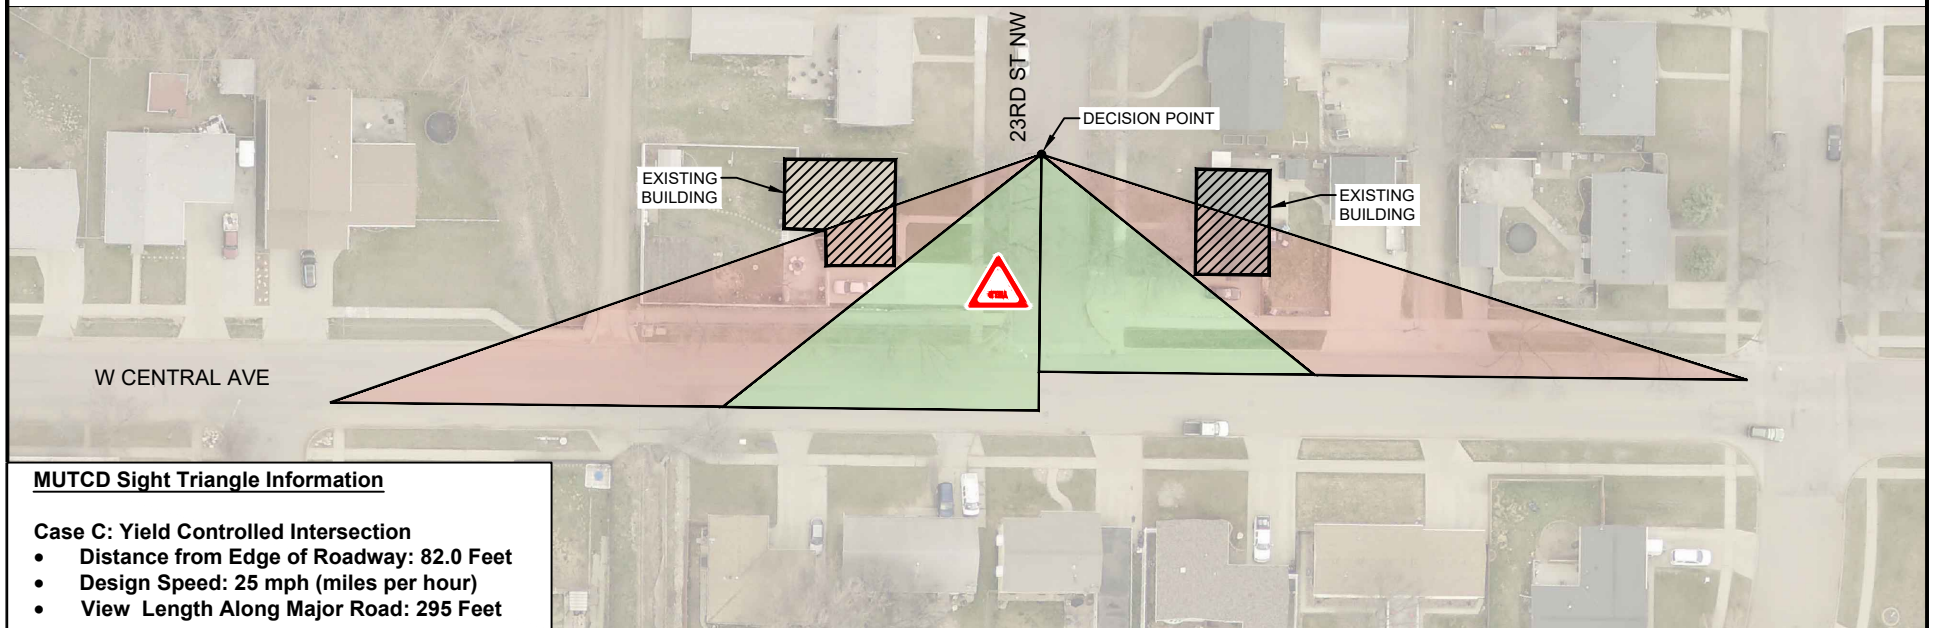 23RD ST NW
DECISION POINT
EXISTING
BUILDING
EXISTING
BUILDING
YIELD
W CENTRAL AVE
MUTCD Sight Triangle Information
Case C: Yield Controlled Intersection
• Distance from Edge of Roadway: 82.0 Feet
• Design Speed: 25 mph (miles per hour)
• View Length Along Major Road: 295 Feet